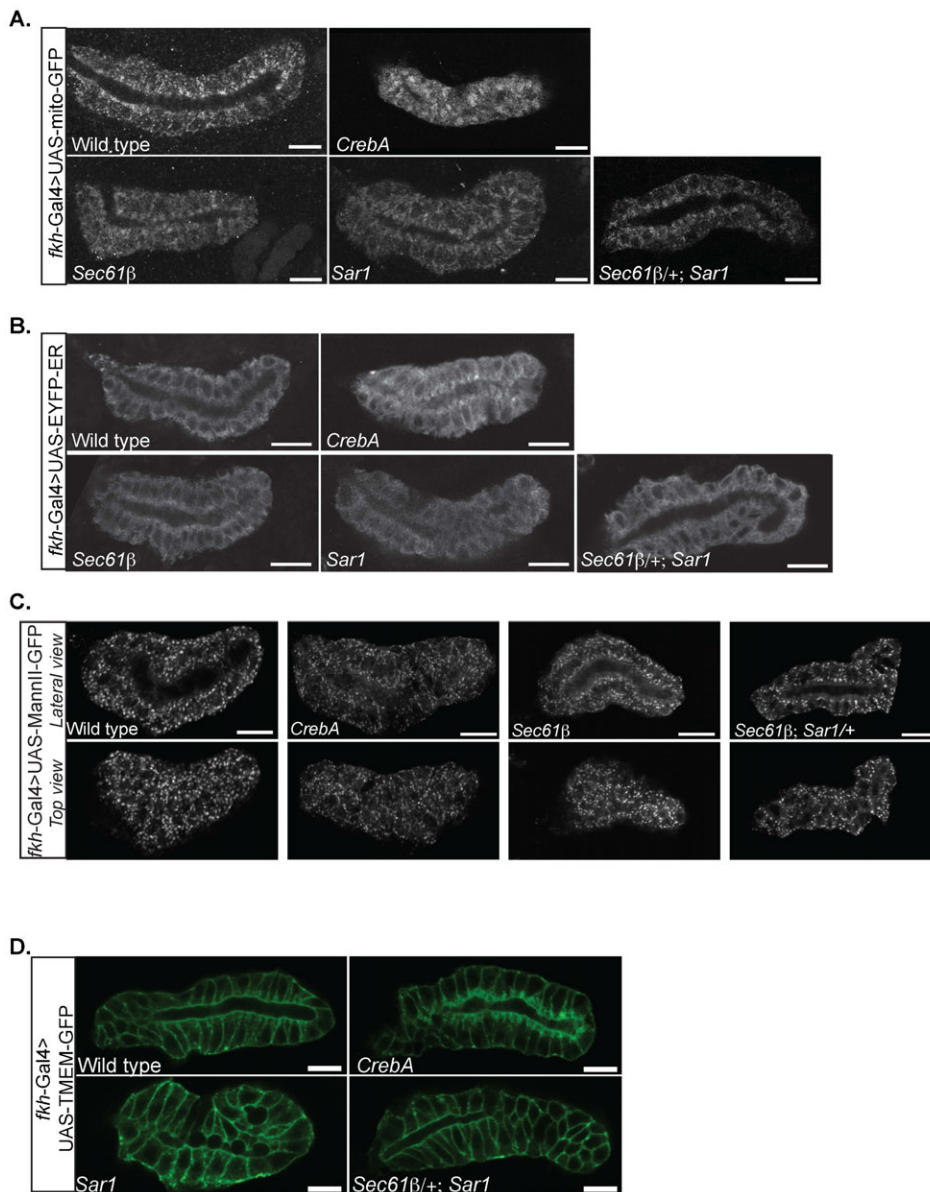 A.
fkh-Gal4>UAS-mito-GFP
Wild type
CrebA
Sec61β
Sar1
Sec61β/+; Sar1
B.
fkh-Gal4>UAS-EYFP-ER
Wild type
CrebA
Sec61β
Sar1
Sec61β/+; Sar1
C.
fkh-Gal4>UAS-MannII-GFP
Lateral view
Wild type
CrebA
Sec61β
Sec61β; Sar1/+
Top view
D.
fkh-Gal4>
UAS-TMEM-GFP
Wild type
CrebA
Sar1
Sec61β/+; Sar1